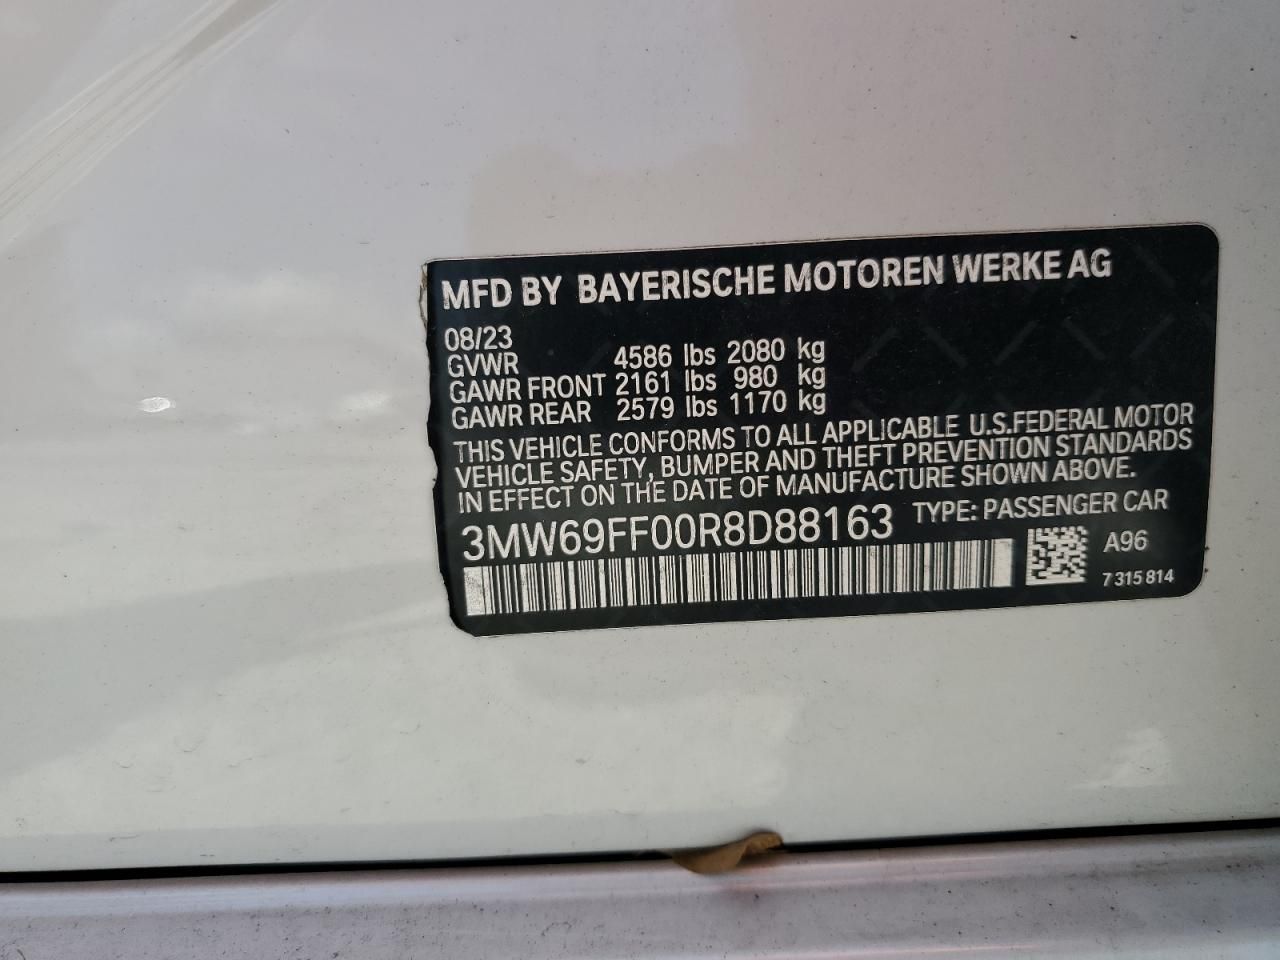 MFD BY BAYERISCHE MOTOREN WERKE AG
08/23
GVWR 4586 lbs 2080 kg
GAWR FRONT 2161 lbs 980 kg
GAWR REAR 2579 lbs 1170 kg
THIS VEHICLE CONFORMS TO ALL APPLICABLE U.S.FEDERAL MOTOR
VEHICLE SAFETY, BUMPER AND THEFT PREVENTION STANDARDS
IN EFFECT ON THE DATE OF MANUFACTURE SHOWN ABOVE.
3MW69FF00R8D88163 TYPE: PASSENGER CAR
A96
7 315 814